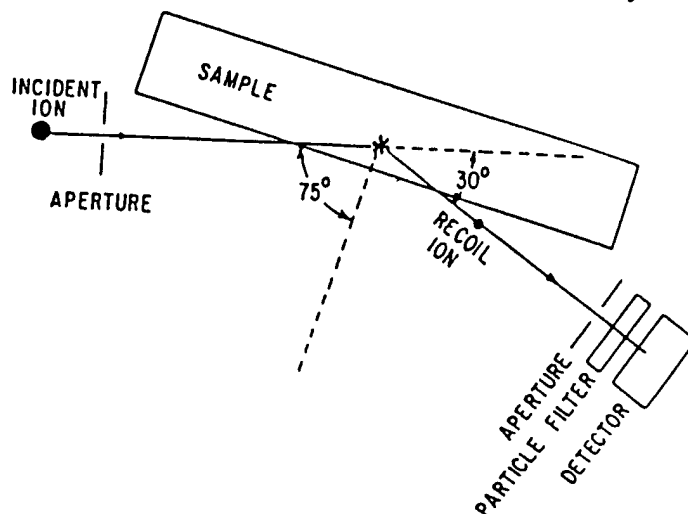 SAMPLE
INCIDENT
ION
APERTURE
75°
30°
RECOIL
ION
APERTURE
PARTICLE FILTER
DETECTOR